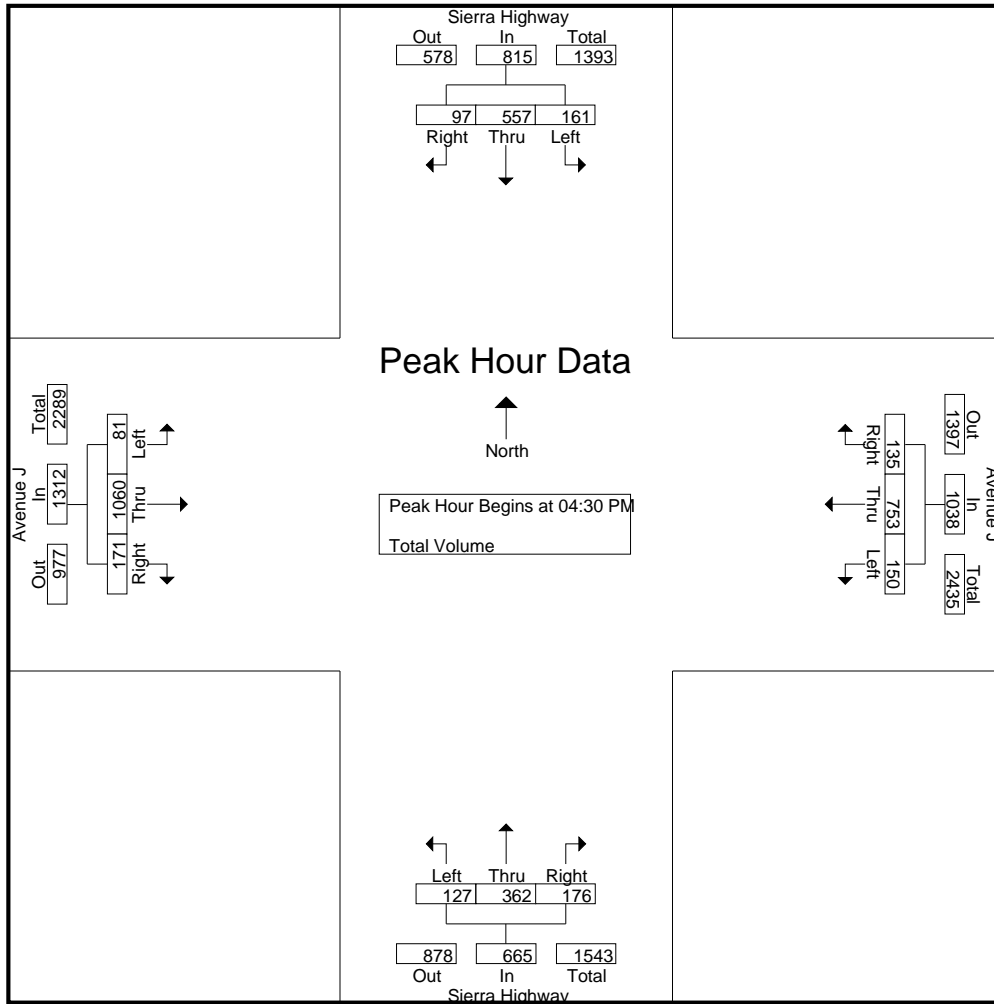 Sierra Highway
Out In Total
578 815 1393
97 557 161
Right Thru Left
Peak Hour Data
North
Peak Hour Begins at 04:30 PM
Total Volume
Avenue J
Total In Out
2289 1312 977
81 1060 171
Left Thru Right
Avenue J
Out In Total
1397 1038 2435
135 753 150
Right Thru Left
Left Thru Right
127 362 176
878 665 1543
Out In Total
Sierra Highway